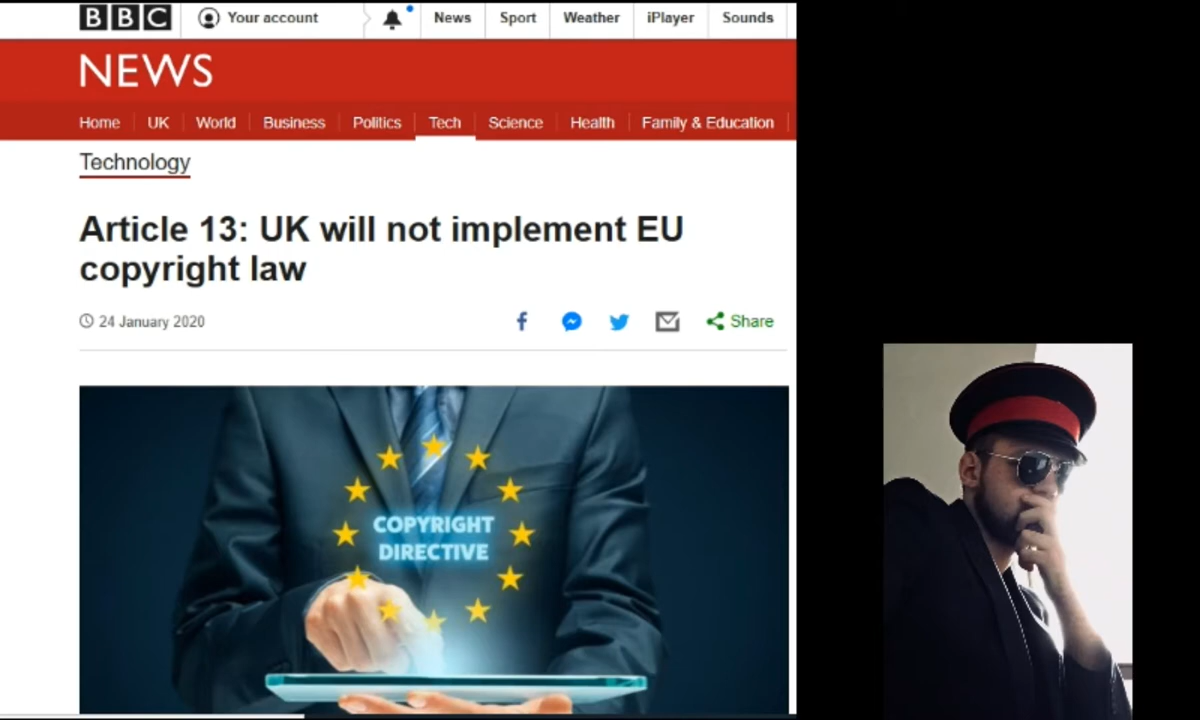 BBC Your account News Sport Weather iPlayer Sounds
NEWS
Home UK World Business Politics Tech Science Health Family & Education
Technology
Article 13: UK will not implement EU
copyright law
24 January 2020 Share
COPYRIGHT
DIRECTIVE